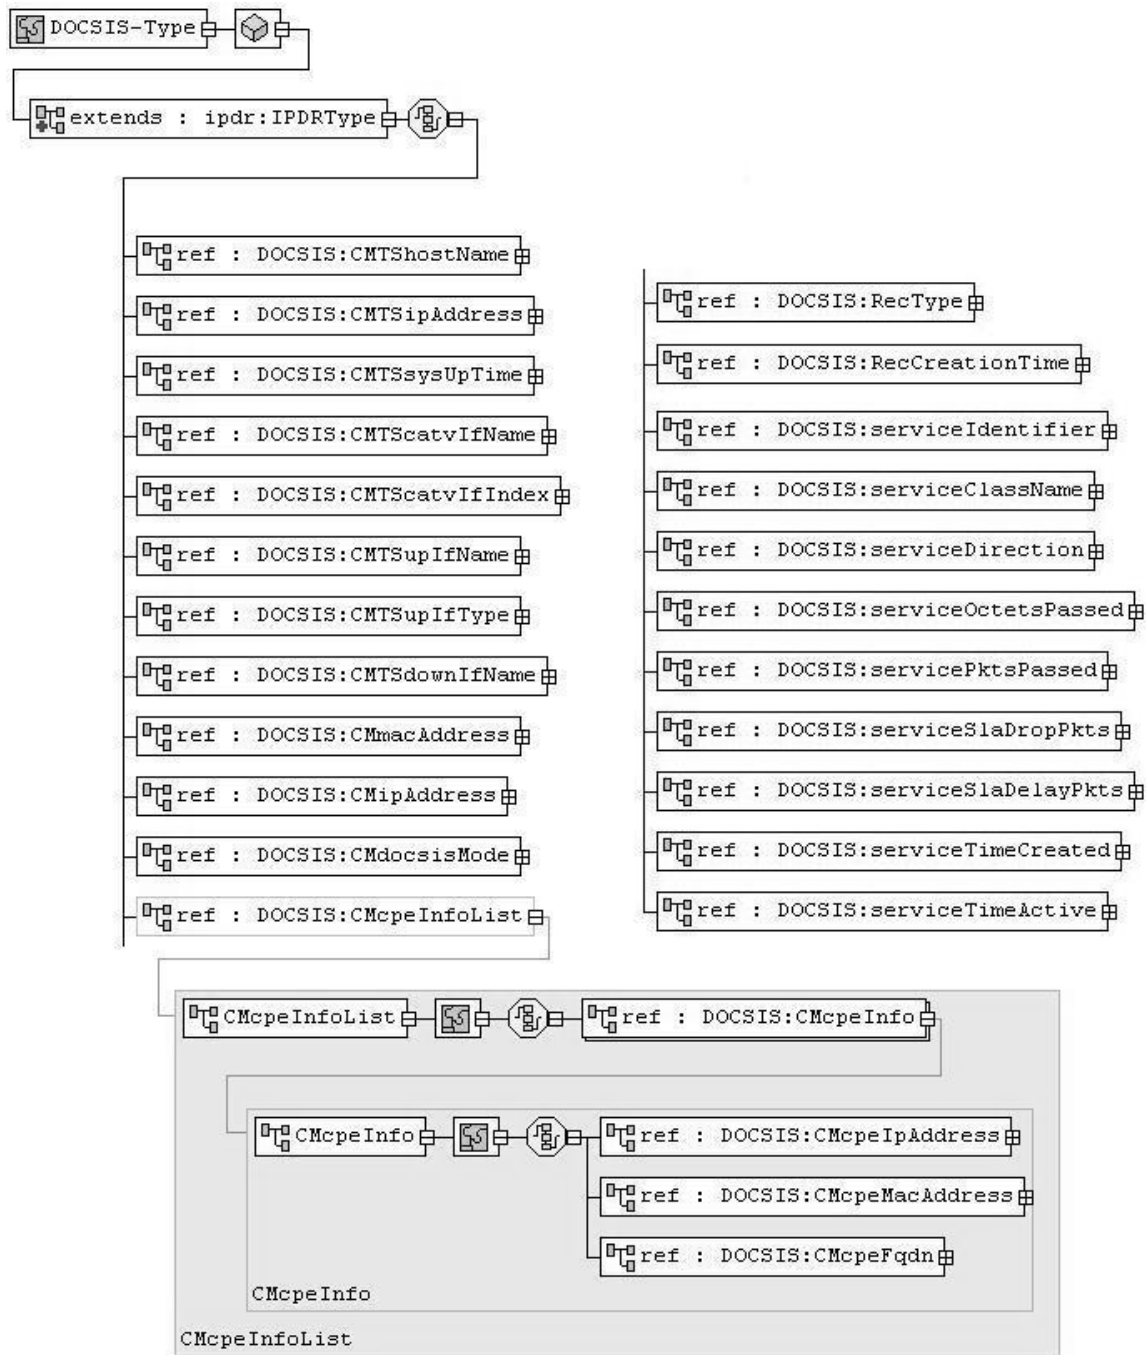 DOCSIS-Type
extends : ipdr:IPDRType
ref : DOCSIS:CMTShostName
ref : DOCSIS:CMTSipAddress
ref : DOCSIS:CMTSsysUpTime
ref : DOCSIS:CMTScatvIfName
ref : DOCSIS:CMTScatvIfIndex
ref : DOCSIS:CMTSupIfName
ref : DOCSIS:CMTSupIfType
ref : DOCSIS:CMTSdownIfName
ref : DOCSIS:CMmacAddress
ref : DOCSIS:CMipAddress
ref : DOCSIS:CMdocsisMode
ref : DOCSIS:CMcpeInfoList
ref : DOCSIS:RecType
ref : DOCSIS:RecCreationTime
ref : DOCSIS:serviceIdentifier
ref : DOCSIS:serviceClassName
ref : DOCSIS:serviceDirection
ref : DOCSIS:serviceOctetsPassed
ref : DOCSIS:servicePktsPassed
ref : DOCSIS:serviceSlaDropPkts
ref : DOCSIS:serviceSlaDelayPkts
ref : DOCSIS:serviceTimeCreated
ref : DOCSIS:serviceTimeActive
CMcpeInfoList
ref : DOCSIS:CMcpeInfo
CMcpeInfo
ref : DOCSIS:CMcpeIpAddress
ref : DOCSIS:CMcpeMacAddress
ref : DOCSIS:CMcpeFqdn
CMcpeInfo
CMcpeInfoList